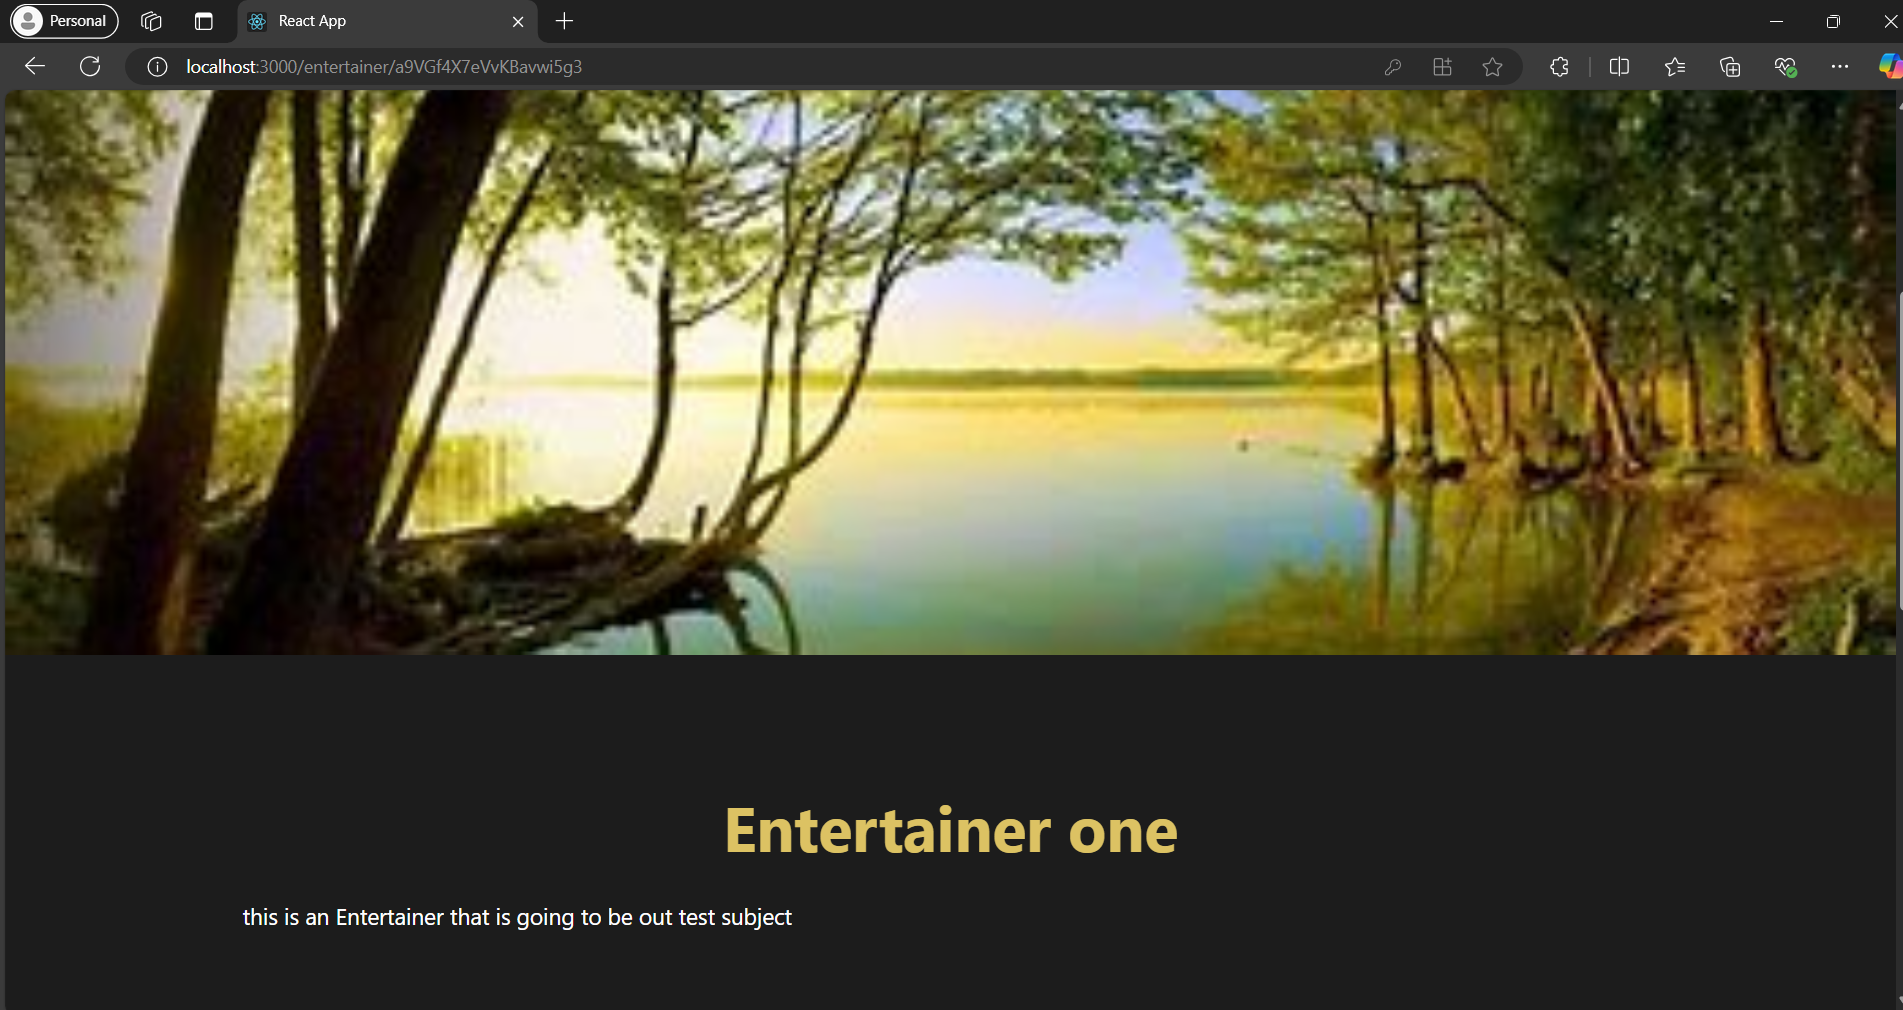 Personal
React App
localhost:3000/entertainer/a9VGf4X7eVvKBavwi5g3
Entertainer one
this is an Entertainer that is going to be out test subject